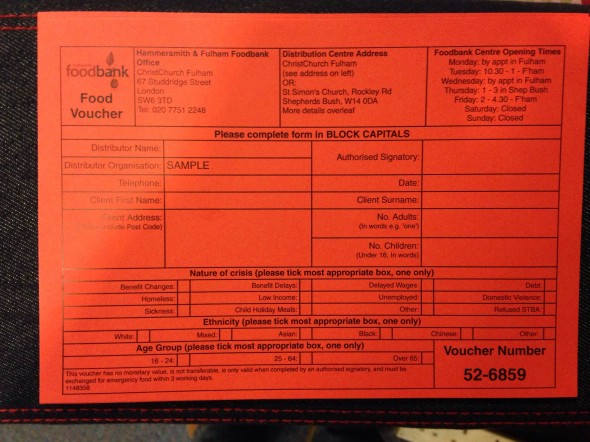 foodbank
Food
Voucher
Hammersmith & Fulham Foodbank
Office
ChristChurch Fulham
67 Studdridge Street
London
SW6 3TD
Tel: 020 7751 2246
Distribution Centre Address
ChristChurch Fulham
(see address on left)
OR:
St Simon's Church, Rockley Rd
Shepherds Bush, W14 0DA
More details overleaf
Foodbank Centre Opening Times
Monday: by appt in Fulham
Tuesday: 10.30 - 1 - F'ham
Wednesday: by appt in Fulham
Thursday: 1 - 3 in Shep Bush
Friday: 2 - 4.30 - F'ham
Saturday: Closed
Sunday: Closed
Please complete form in BLOCK CAPITALS
Distributor Name:
Authorised Signatory:
Distributor Organisation: SAMPLE
Telephone:
Date:
Client First Name:
Client Surname:
Client Address:
include Post Code)
No. Adults:
(In words e.g. 'one')
No. Children:
(Under 16, in words)
Nature of crisis (please tick most appropriate box, one only)
Benefit Changes: Benefit Delays: Delayed Wages: Debt:
Homeless: Low Income: Unemployed: Domestic Violence:
Sickness: Child Holiday Meals: Other: Refused STBA:
Ethnicity (please tick most appropriate box, one only)
White: Mixed: Asian: Black: Chinese: Other:
Age Group (please tick most appropriate box, one only)
16 - 24: 25 - 64: Over 65:
This voucher has no monetary value, is not transferable, is only valid when completed by an authorised signatory, and must be
exchanged for emergency food within 3 working days.
1148358
Voucher Number
52-6859